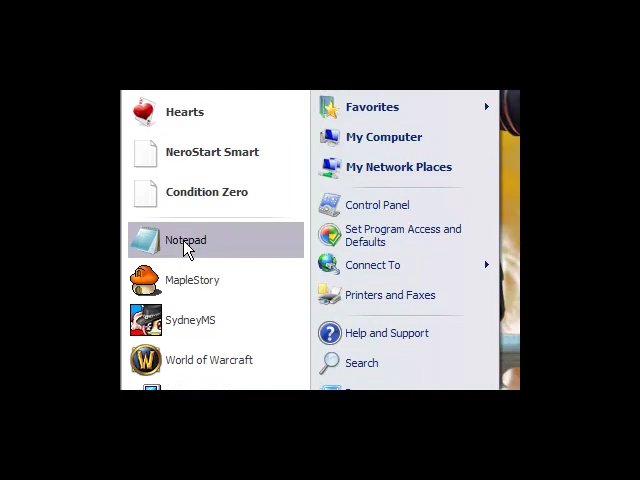 Hearts
NeroStart Smart
Condition Zero
Notepad
MapleStory
SydneyMS
World of Warcraft
Favorites
My Computer
My Network Places
Control Panel
Set Program Access and
Defaults
Connect To
Printers and Faxes
Help and Support
Search